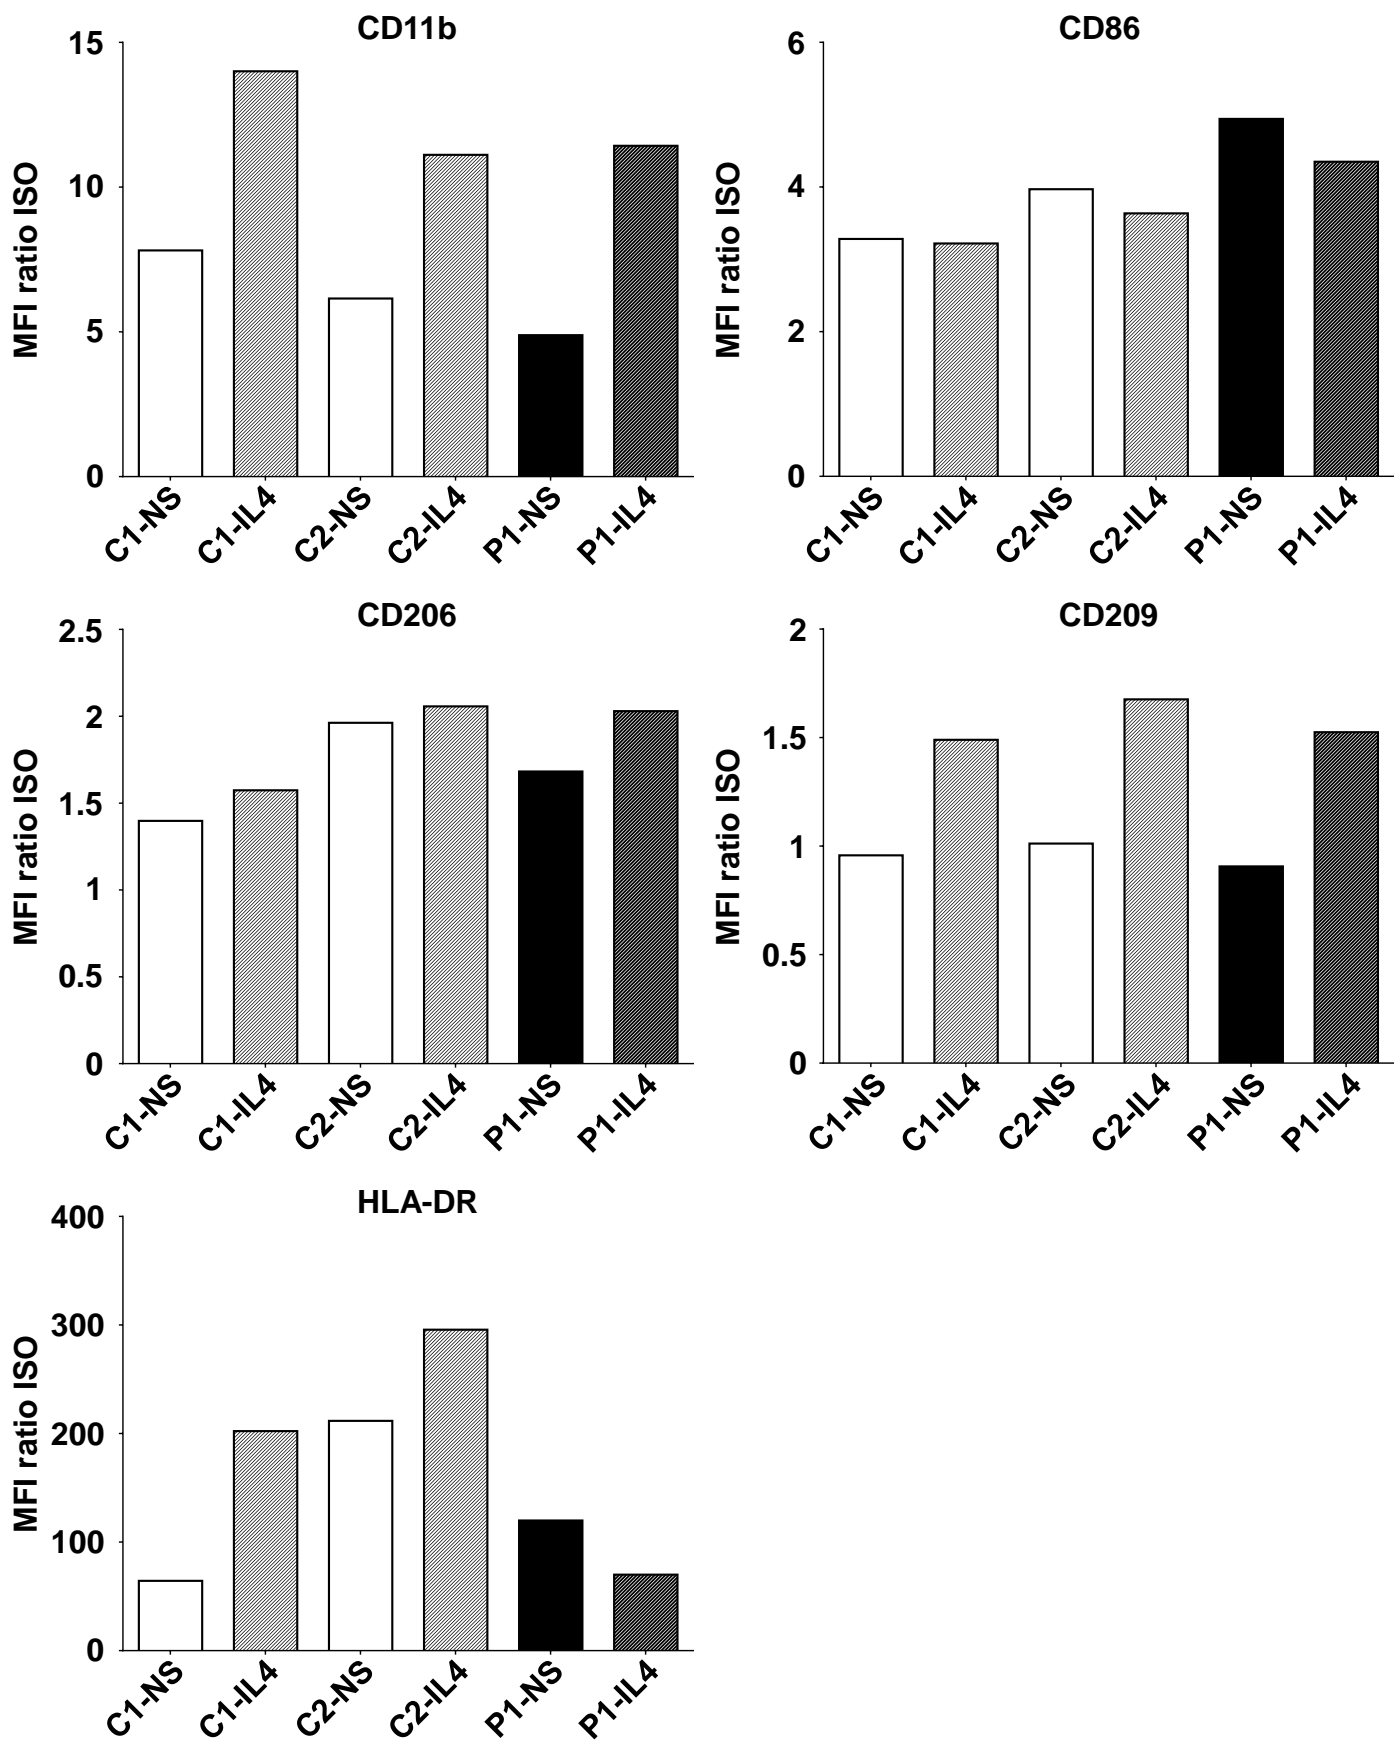 CD11b
MFI ratio ISO
15
10
5
0
C1-NS
C1-IL4
C2-NS
C2-IL4
P1-NS
P1-IL4
CD86
MFI ratio ISO
6
4
2
0
C1-NS
C1-IL4
C2-NS
C2-IL4
P1-NS
P1-IL4
CD206
MFI ratio ISO
2.5
2
1.5
1
0.5
0
C1-NS
C1-IL4
C2-NS
C2-IL4
P1-NS
P1-IL4
CD209
MFI ratio ISO
2
1.5
1
0.5
0
C1-NS
C1-IL4
C2-NS
C2-IL4
P1-NS
P1-IL4
HLA-DR
MFI ratio ISO
400
300
200
100
0
C1-NS
C1-IL4
C2-NS
C2-IL4
P1-NS
P1-IL4